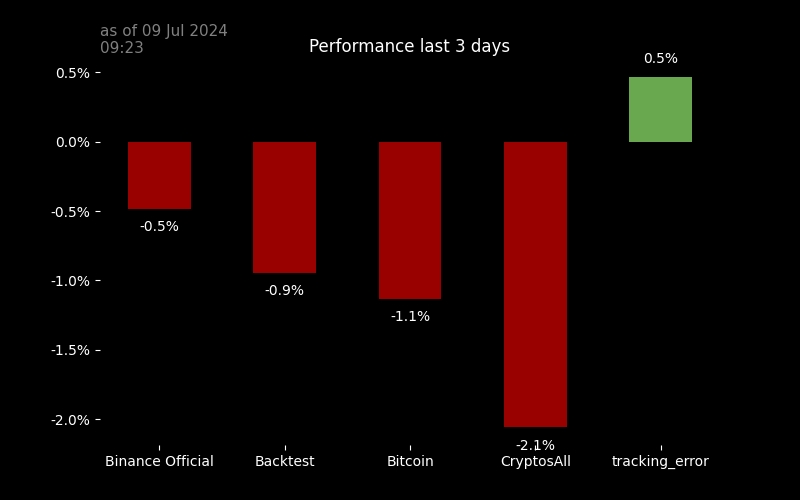 as of 09 Jul 2024
09:23
Performance last 3 days
0.5%
0.5%
0.0%
-0.5%
-0.5%
-0.9%
-1.0%
-1.1%
-1.5%
-2.0%
-2.1%
Binance Official
Backtest
Bitcoin
CryptosAll
tracking_error